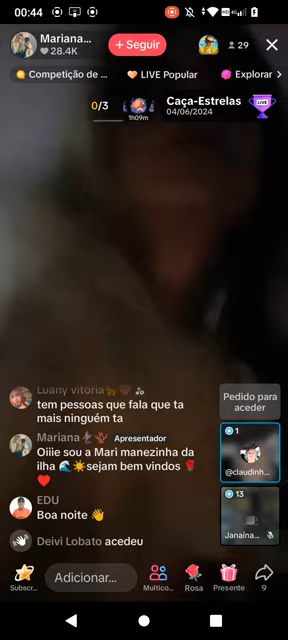 00:44
Mariana...
28.4K
+ Seguir
29
Competição de ...
LIVE Popular
Explorar
0/3
1h09m
Caça-Estrelas
04/06/2024
LIVE
Luany vitoria
tem pessoas que fala que ta
mais ninguém ta
Mariana Apresentador
Oiiie sou a Mari manezinha da
ilha 🌊☀️sejam bem vindos 🌹
❤️
EDU
Boa noite 👋
Deivi Lobato acedeu
Pedido para
aceder
1
@claudinh...
13
Janaína...
Adicionar...
Subscr...
Multico...
Rosa
Presente
9